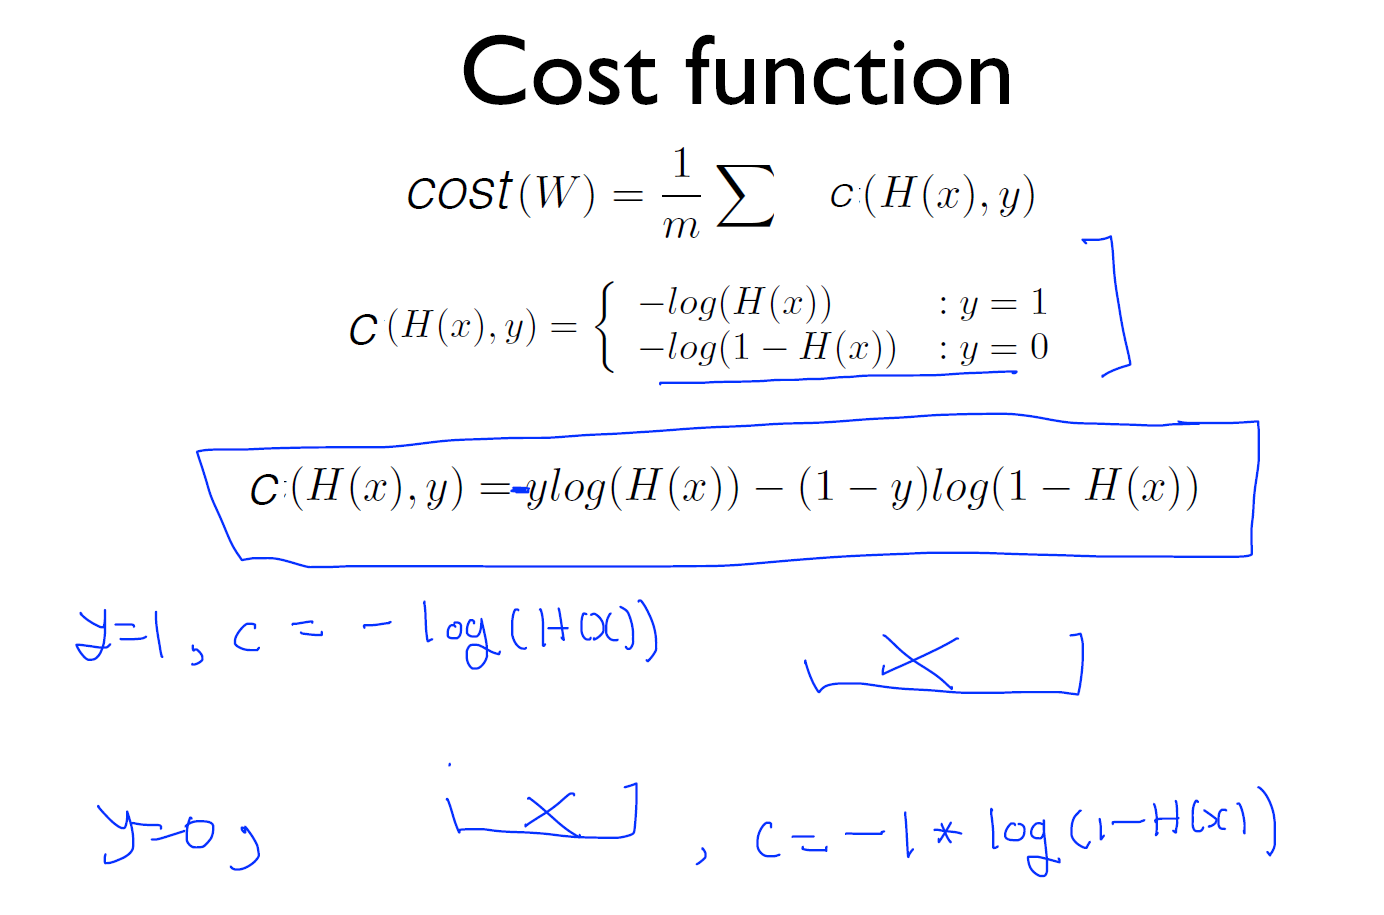 Cost function
cost(W) = 1/m ∑ c:(H(x), y)
C(H(x), y) = { -log(H(x)) : y = 1
-log(1 - H(x)) : y = 0
C:(H(x), y) = -ylog(H(x)) - (1 - y)log(1 - H(x))
y=1, c = - log(H(x))
y=0, , c = -1 * log(1-H(x))